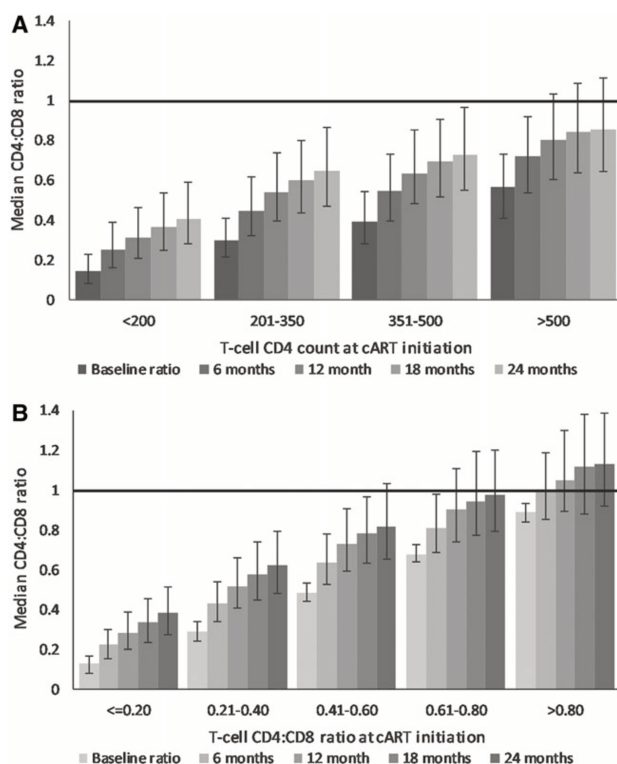 A
1.4
1.2
1
0.8
0.6
0.4
0.2
0
Median CD4:CD8 ratio
<200 201-350 351-500 >500
T-cell CD4 count at cART initiation
Baseline ratio 6 months 12 month 18 months 24 months
B
1.4
1.2
1
0.8
0.6
0.4
0.2
0
Median CD4:CD8 ratio
<=0.20 0.21-0.40 0.41-0.60 0.61-0.80 >0.80
T-cell CD4:CD8 ratio at cART initiation
Baseline ratio 6 months 12 month 18 months 24 months